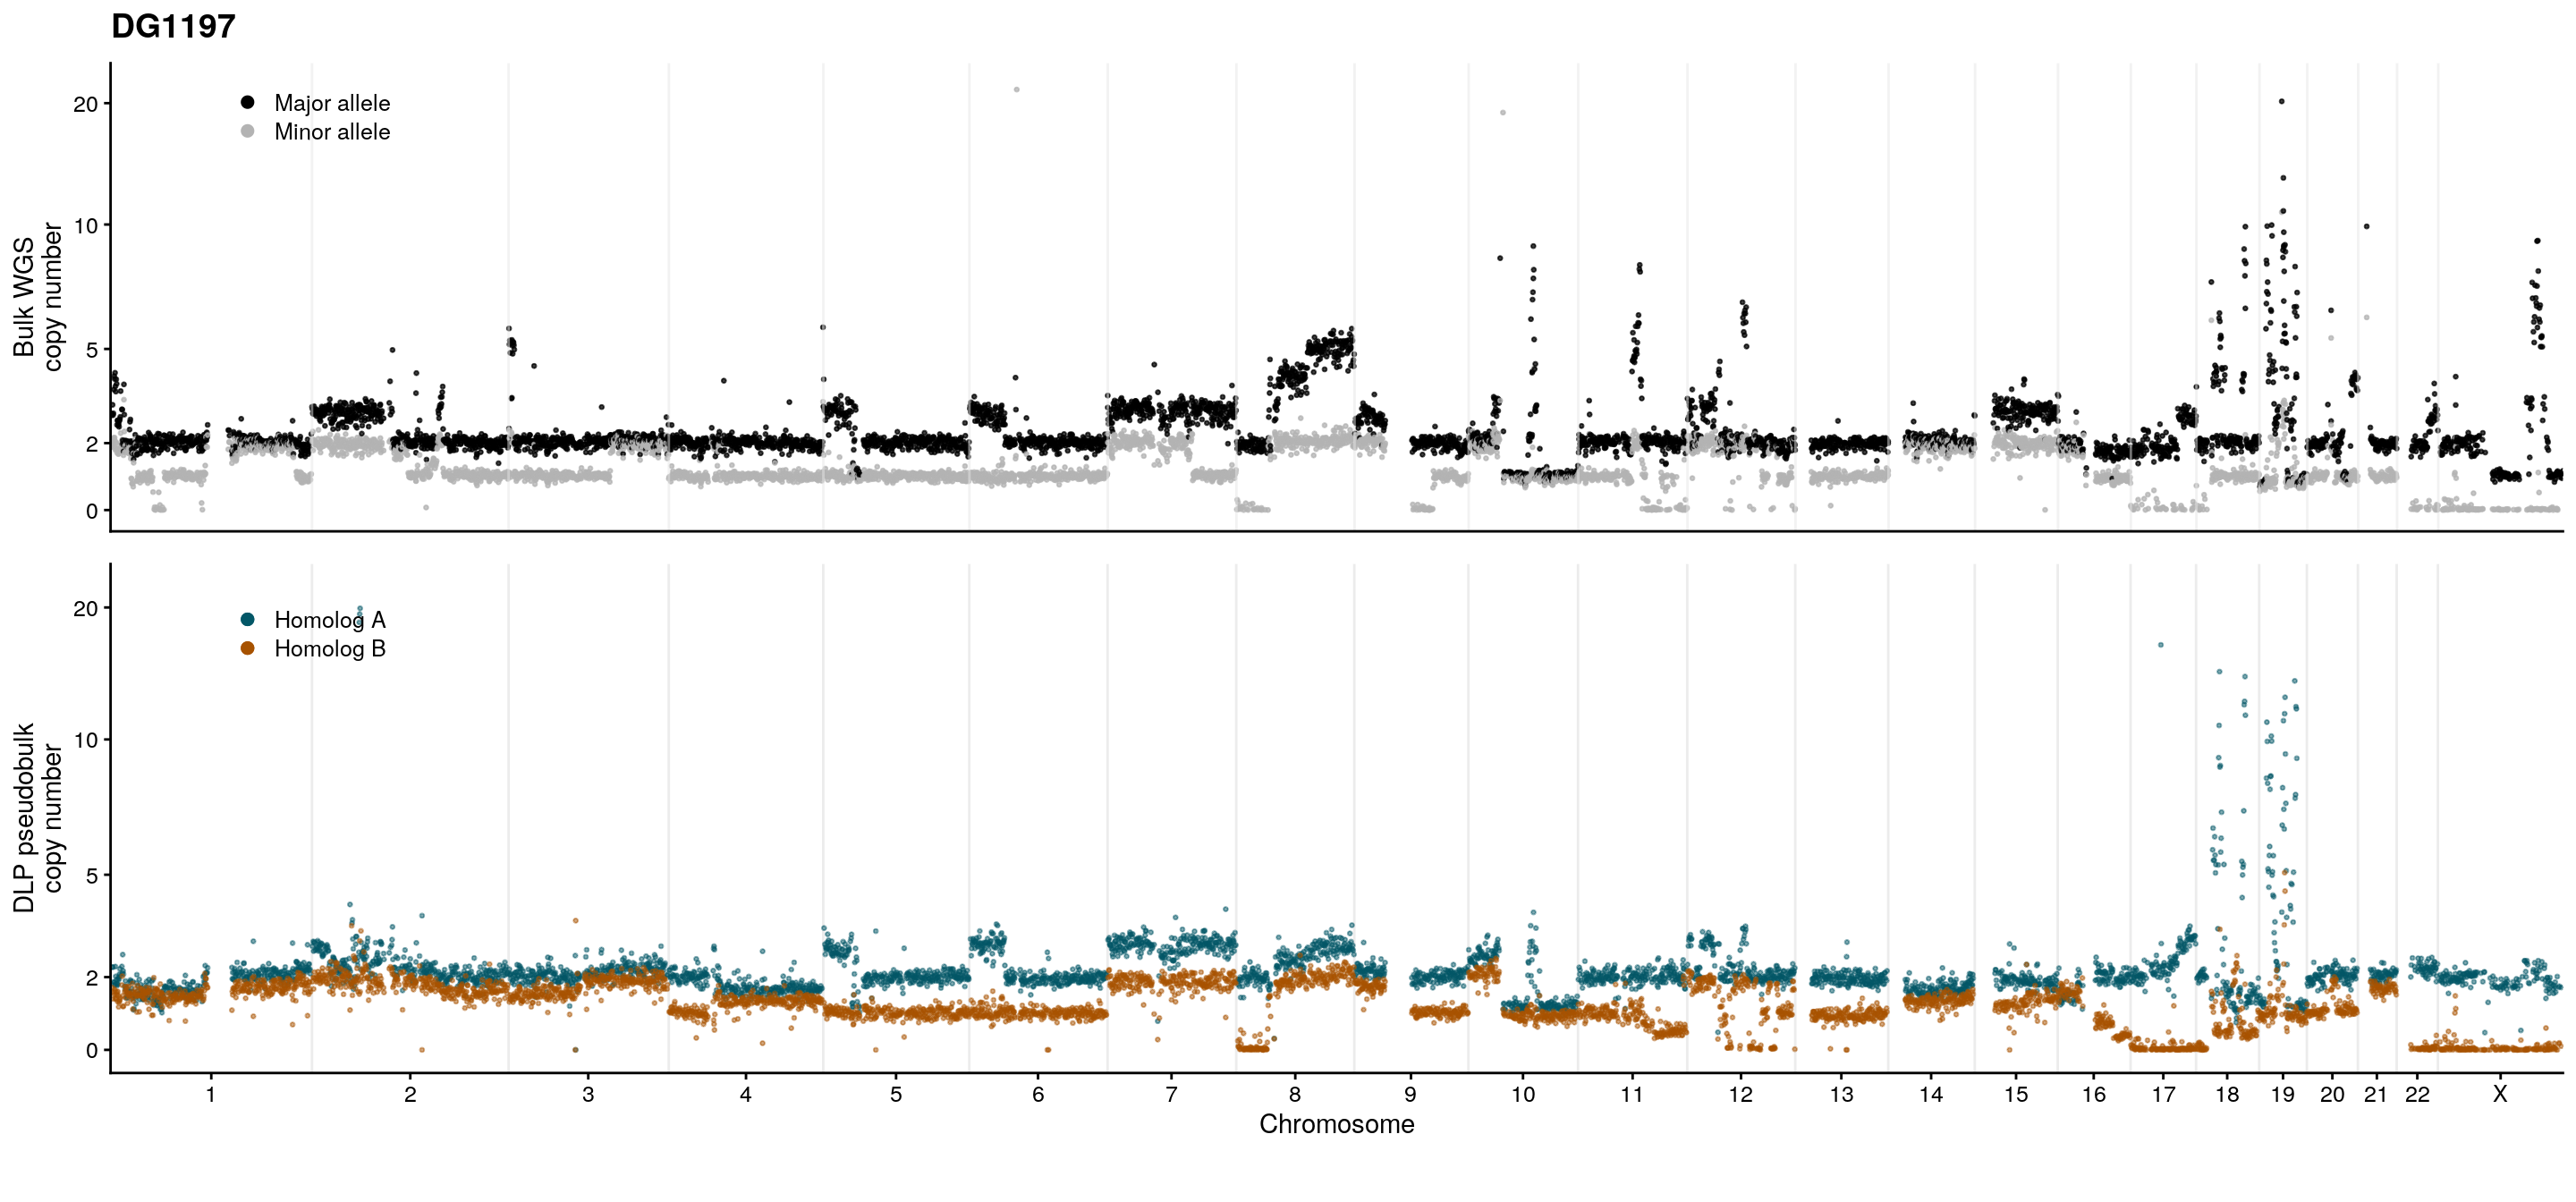 DG1197
Bulk WGS
copy number
20
10
5
2
0
Major allele
Minor allele
DLP pseudobulk
copy number
20
10
5
2
0
Homolog A
Homolog B
1 2 3 4 5 6 7 8 9 10 11 12 13 14 15 16 17 18 19 20 21 22 X
Chromosome